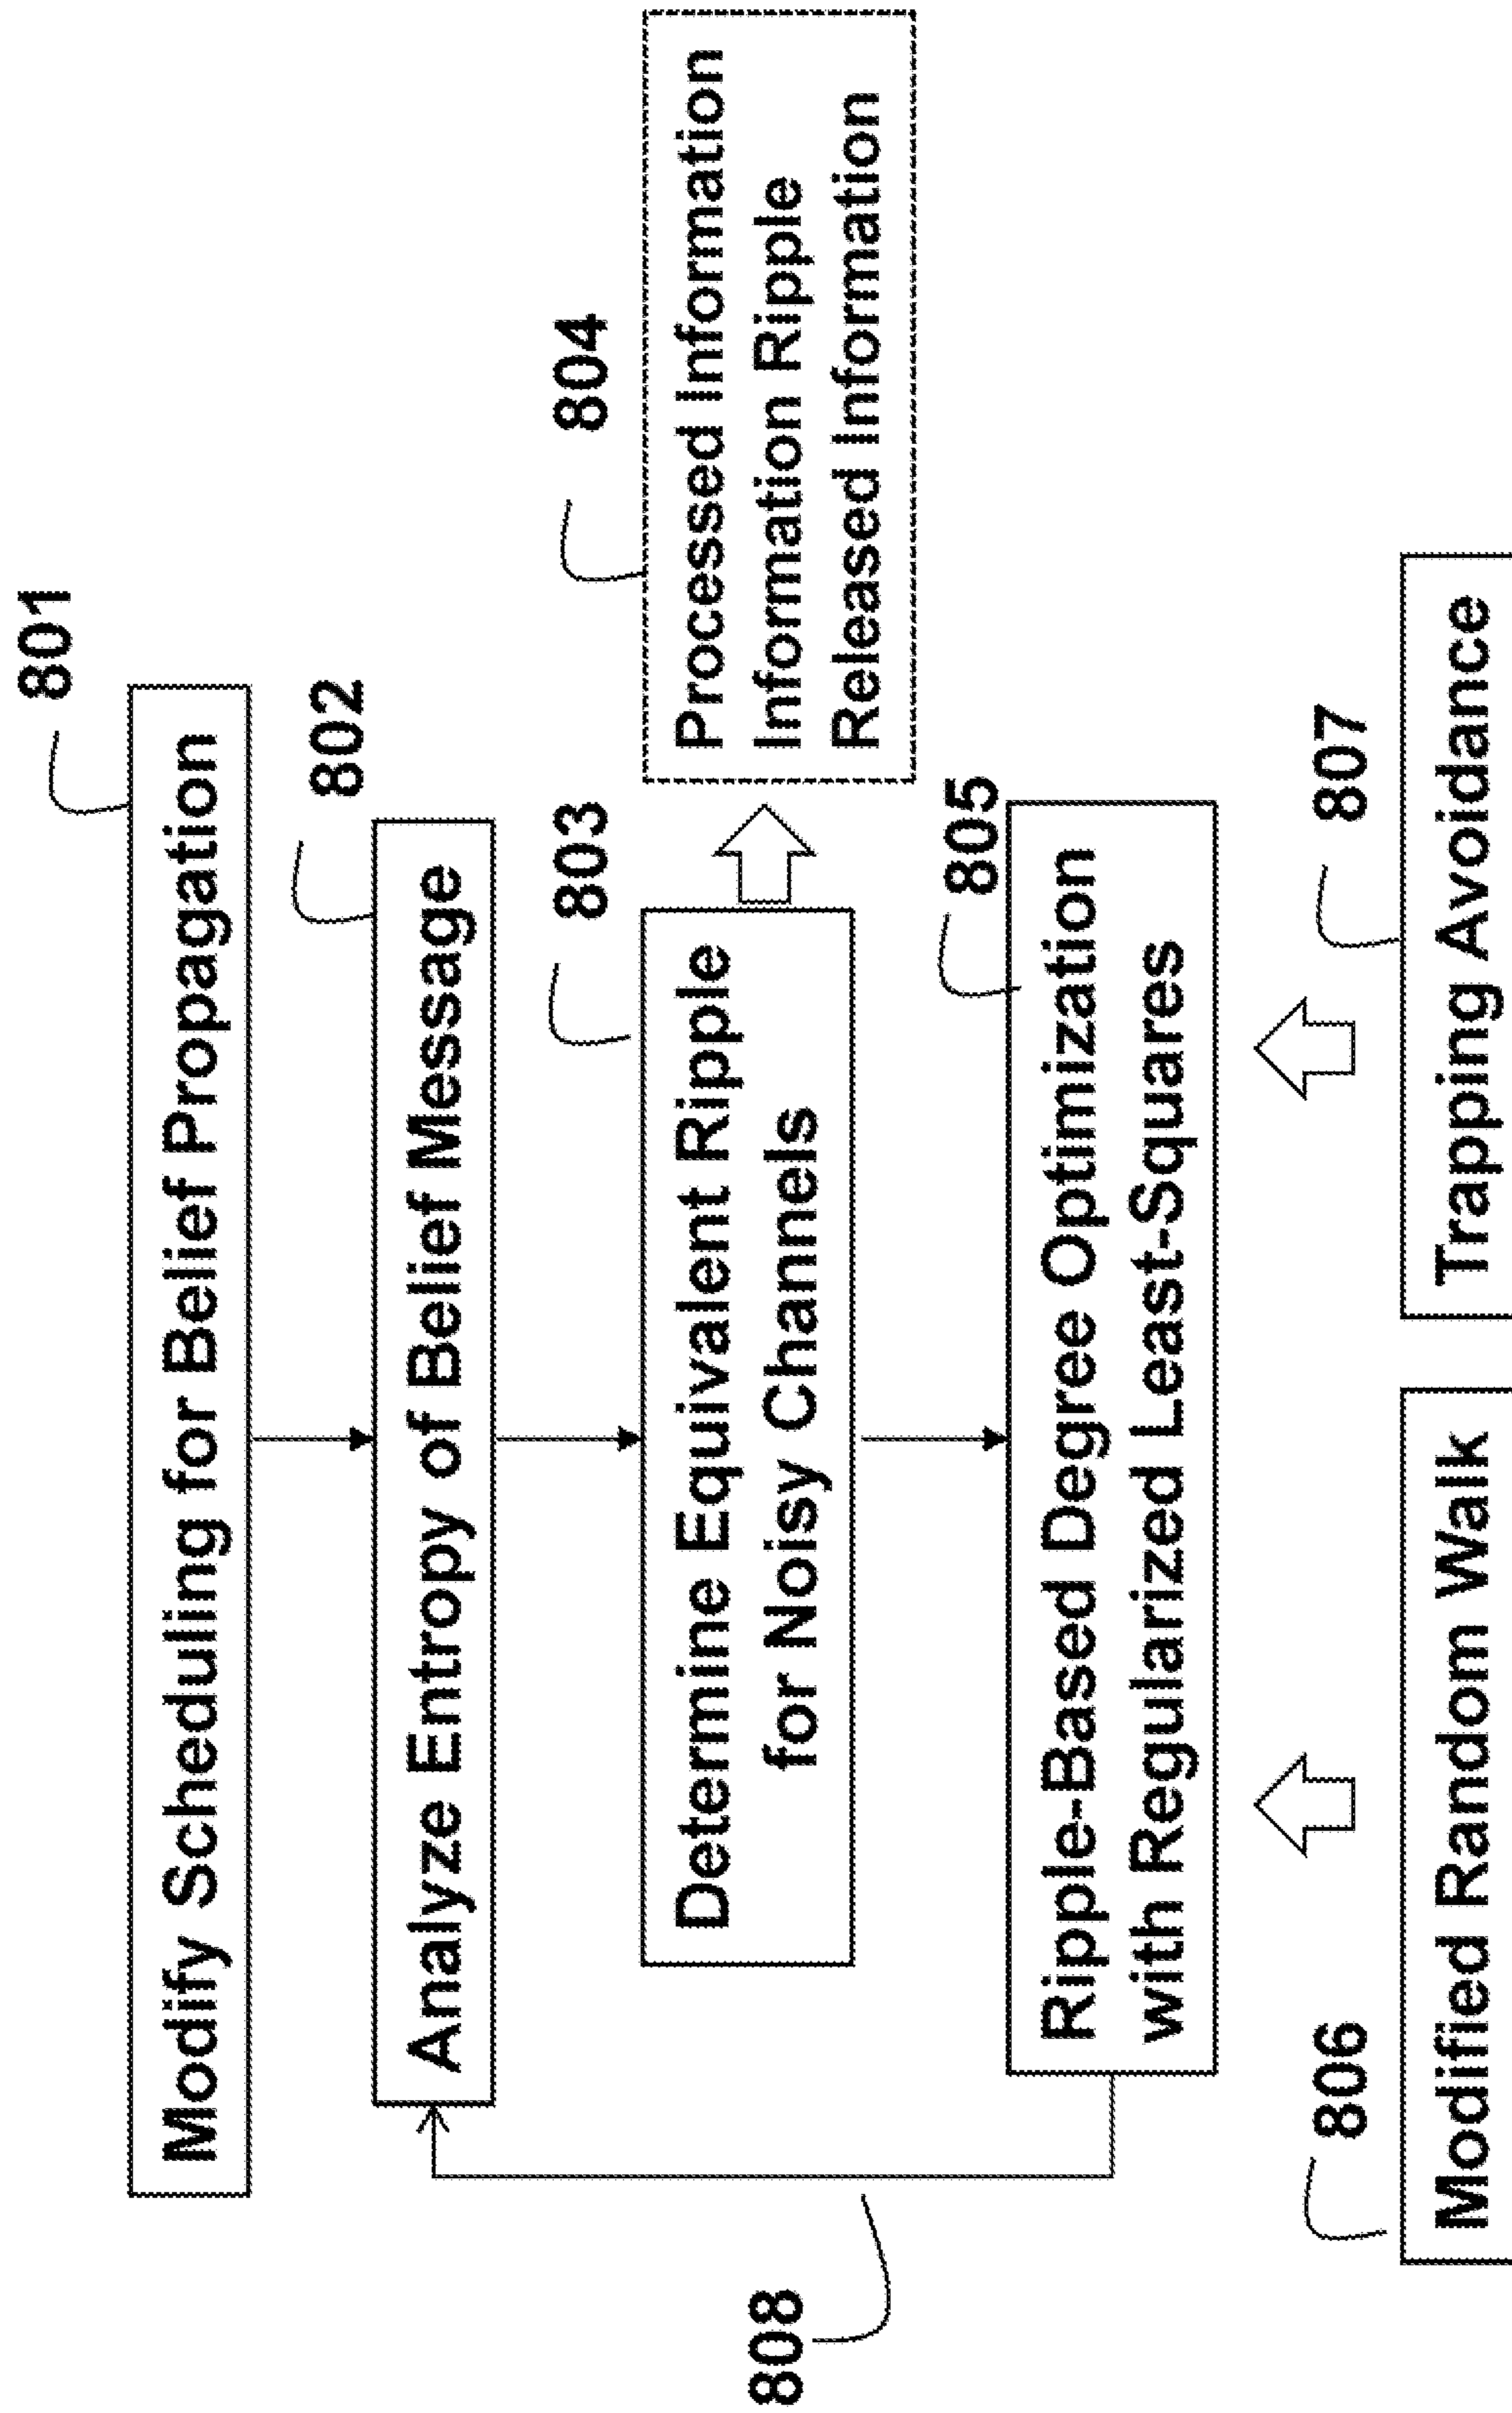 801
Modify Scheduling for Belief Propagation
802
Analyze Entropy of Belief Message
803
Determine Equivalent Ripple
for Noisy Channels
804
Processed Information
Information Ripple
Released Information
805
Ripple-Based Degree Optimization
with Regularized Least-Squares
808
806
Modified Random Walk
807
Trapping Avoidance